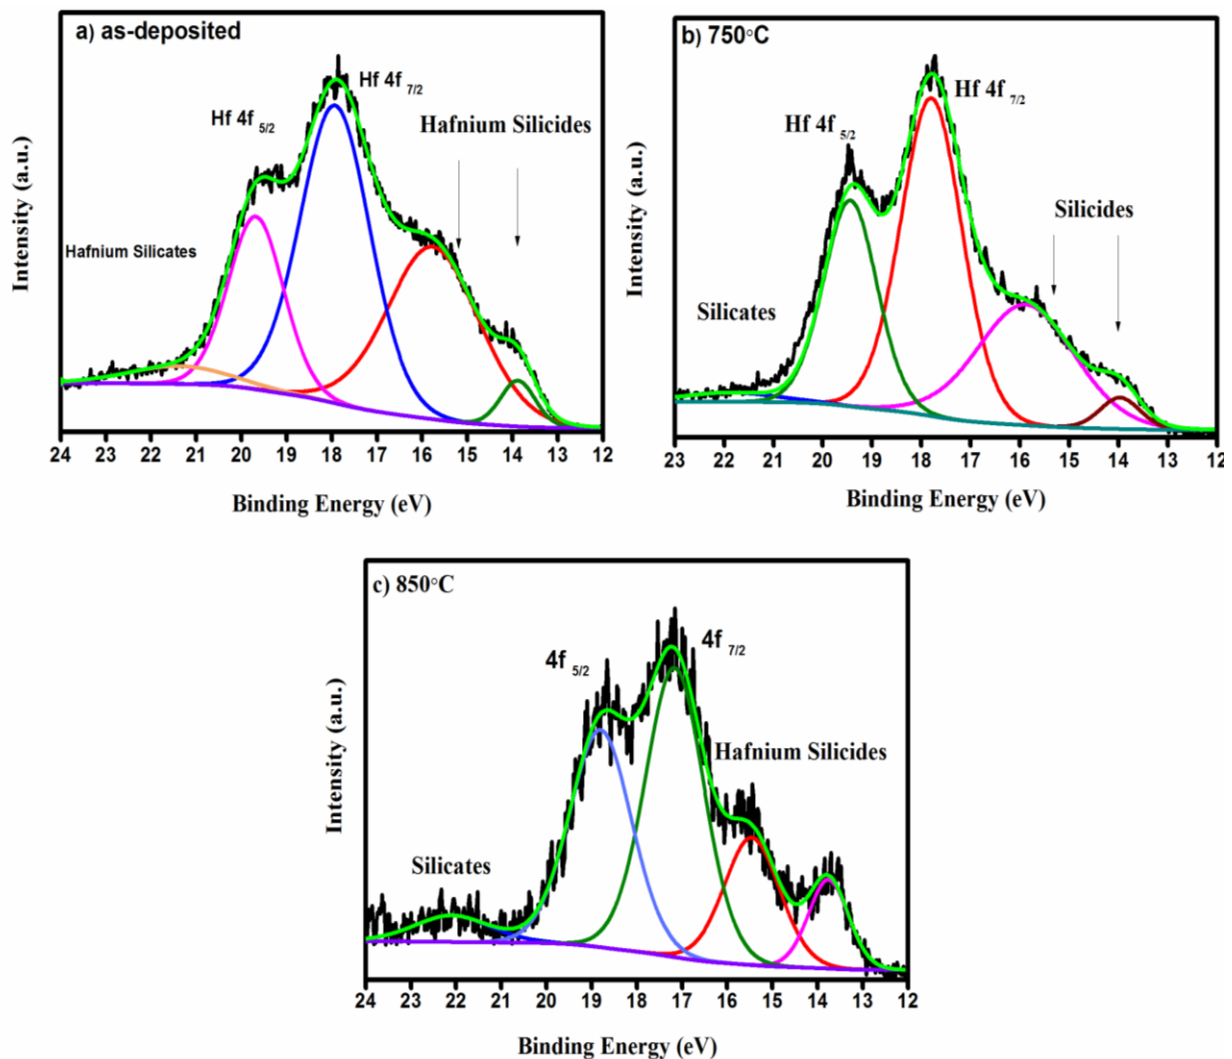 a) as-deposited
Hf 4f 7/2
Hf 4f 5/2
Hafnium Silicides
Hafnium Silicates
Intensity (a.u.)
24 23 22 21 20 19 18 17 16 15 14 13 12
Binding Energy (eV)
b) 750°C
Hf 4f 7/2
Hf 4f 5/2
Silicides
Silicates
Intensity (a.u.)
23 22 21 20 19 18 17 16 15 14 13 12
Binding Energy (eV)
c) 850°C
4f 7/2
4f 5/2
Hafnium Silicides
Silicates
Intensity (a.u.)
24 23 22 21 20 19 18 17 16 15 14 13 12
Binding Energy (eV)